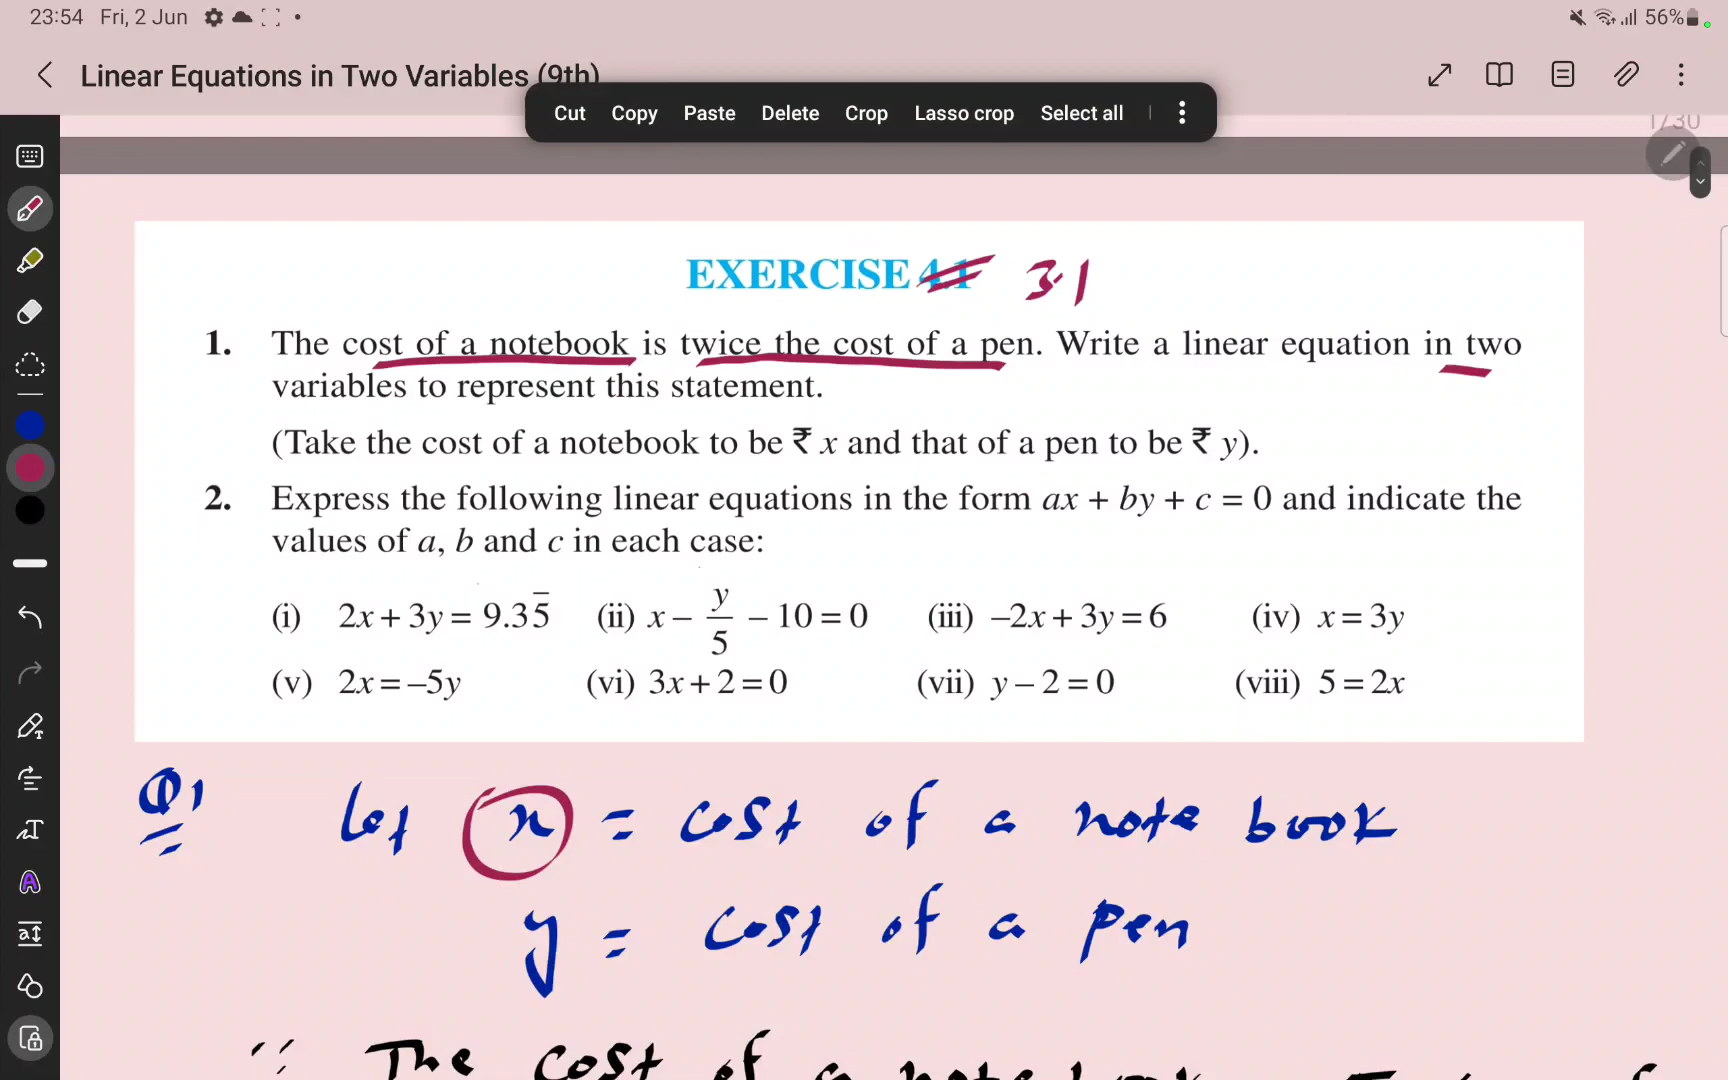 23:54 Fri, 2 Jun 56%
Linear Equations in Two Variables (9th)
Cut Copy Paste Delete Crop Lasso crop Select all
1/30
EXERCISE 4.1 3.1
1. The cost of a notebook is twice the cost of a pen. Write a linear equation in two
variables to represent this statement.
(Take the cost of a notebook to be ₹ x and that of a pen to be ₹ y).
2. Express the following linear equations in the form ax + by + c = 0 and indicate the
values of a, b and c in each case:
(i) 2x + 3y = 9.35̅ (ii) x – y/5 – 10 = 0 (iii) –2x + 3y = 6 (iv) x = 3y
(v) 2x = –5y (vi) 3x + 2 = 0 (vii) y – 2 = 0 (viii) 5 = 2x
Q1 Let x = cost of a note book
y = cost of a pen
∵ The cost of a note book